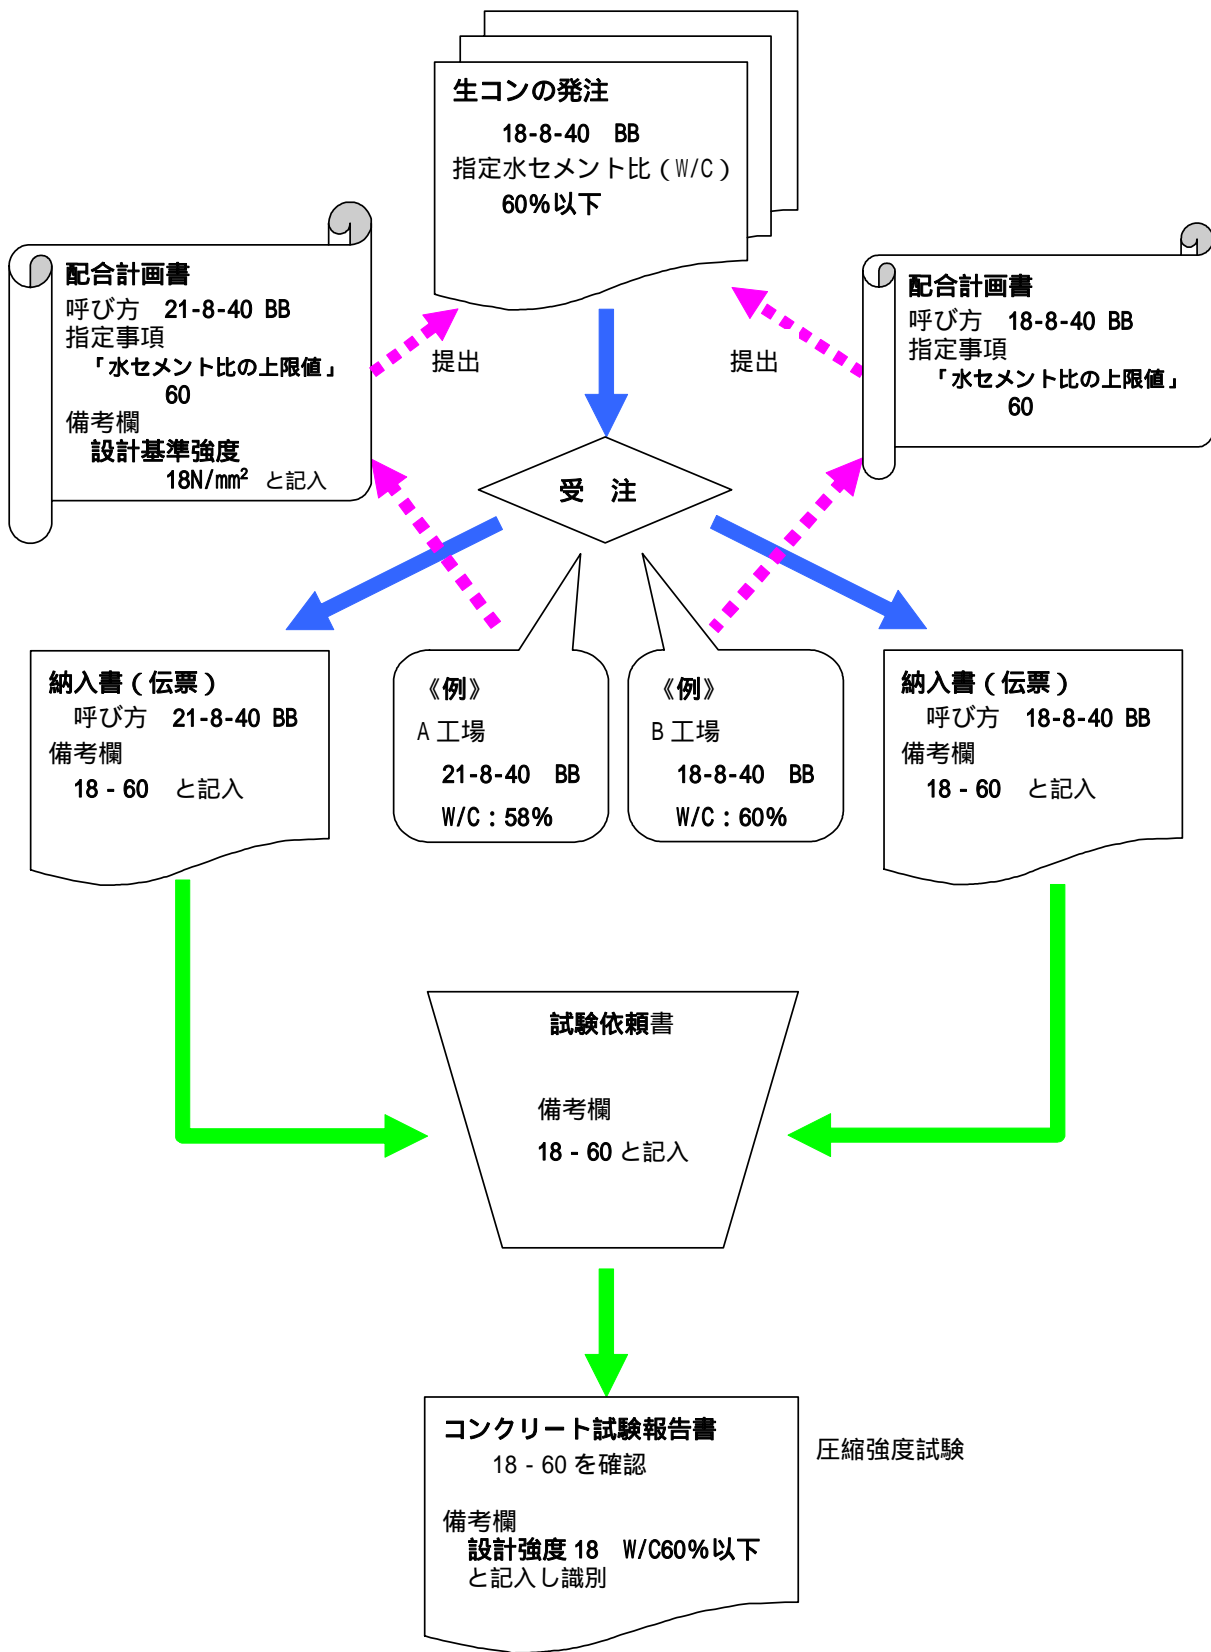 生コンの発注
18-8-40 BB
指定水セメント比（W/C）
60%以下
配合計画書
呼び方 21-8-40 BB
指定事項
「水セメント比の上限値」
60
備考欄
設計基準強度
18N/mm² と記入
提出
提出
配合計画書
呼び方 18-8-40 BB
指定事項
「水セメント比の上限値」
60
受 注
納入書（伝票）
呼び方 21-8-40 BB
備考欄
18 - 60 と記入
《例》
A工場
21-8-40 BB
W/C：58%
《例》
B工場
18-8-40 BB
W/C：60%
納入書（伝票）
呼び方 18-8-40 BB
備考欄
18 - 60 と記入
試験依頼書
備考欄
18 - 60 と記入
コンクリート試験報告書
18 - 60 を確認
備考欄
設計強度 18 W/C60%以下
と記入し識別
圧縮強度試験